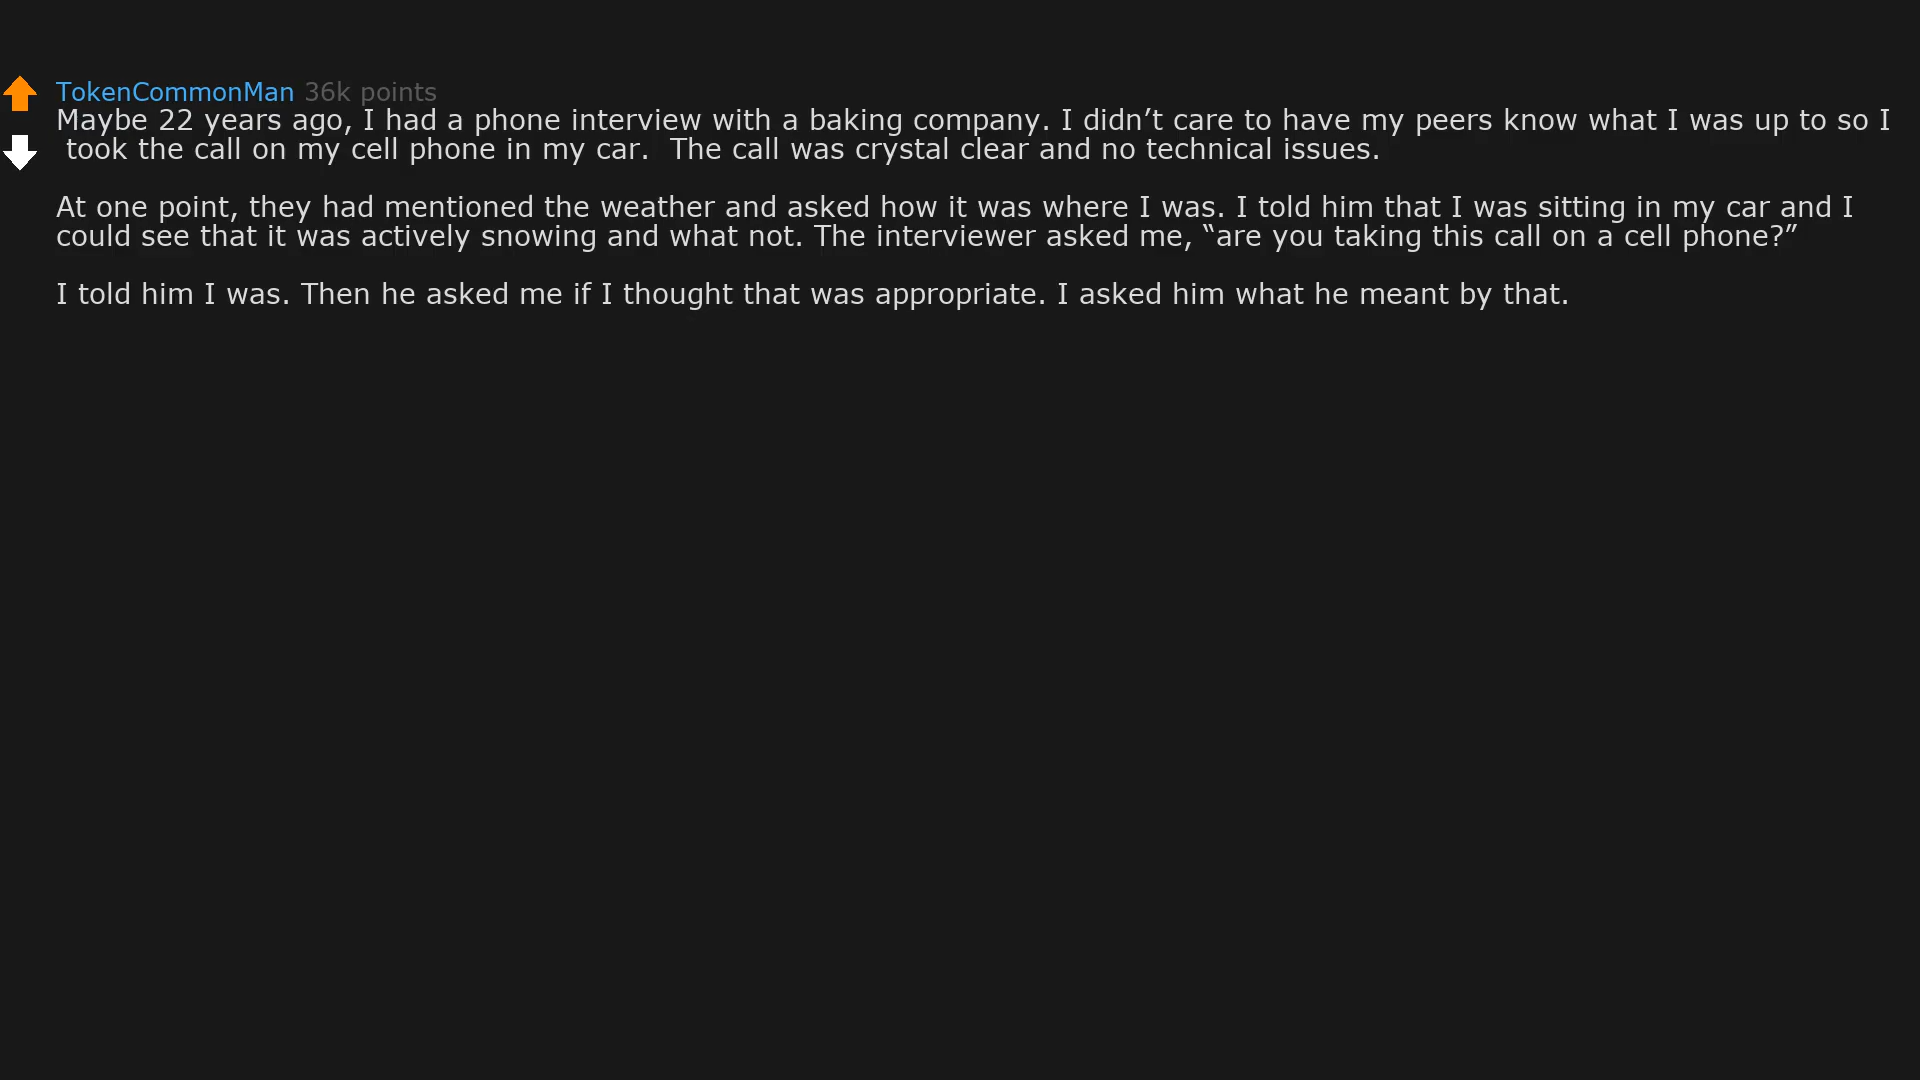 TokenCommonMan 36k points
Maybe 22 years ago, I had a phone interview with a baking company. I didn’t care to have my peers know what I was up to so I
took the call on my cell phone in my car.  The call was crystal clear and no technical issues.
At one point, they had mentioned the weather and asked how it was where I was. I told him that I was sitting in my car and I
could see that it was actively snowing and what not. The interviewer asked me, “are you taking this call on a cell phone?”
I told him I was. Then he asked me if I thought that was appropriate. I asked him what he meant by that.